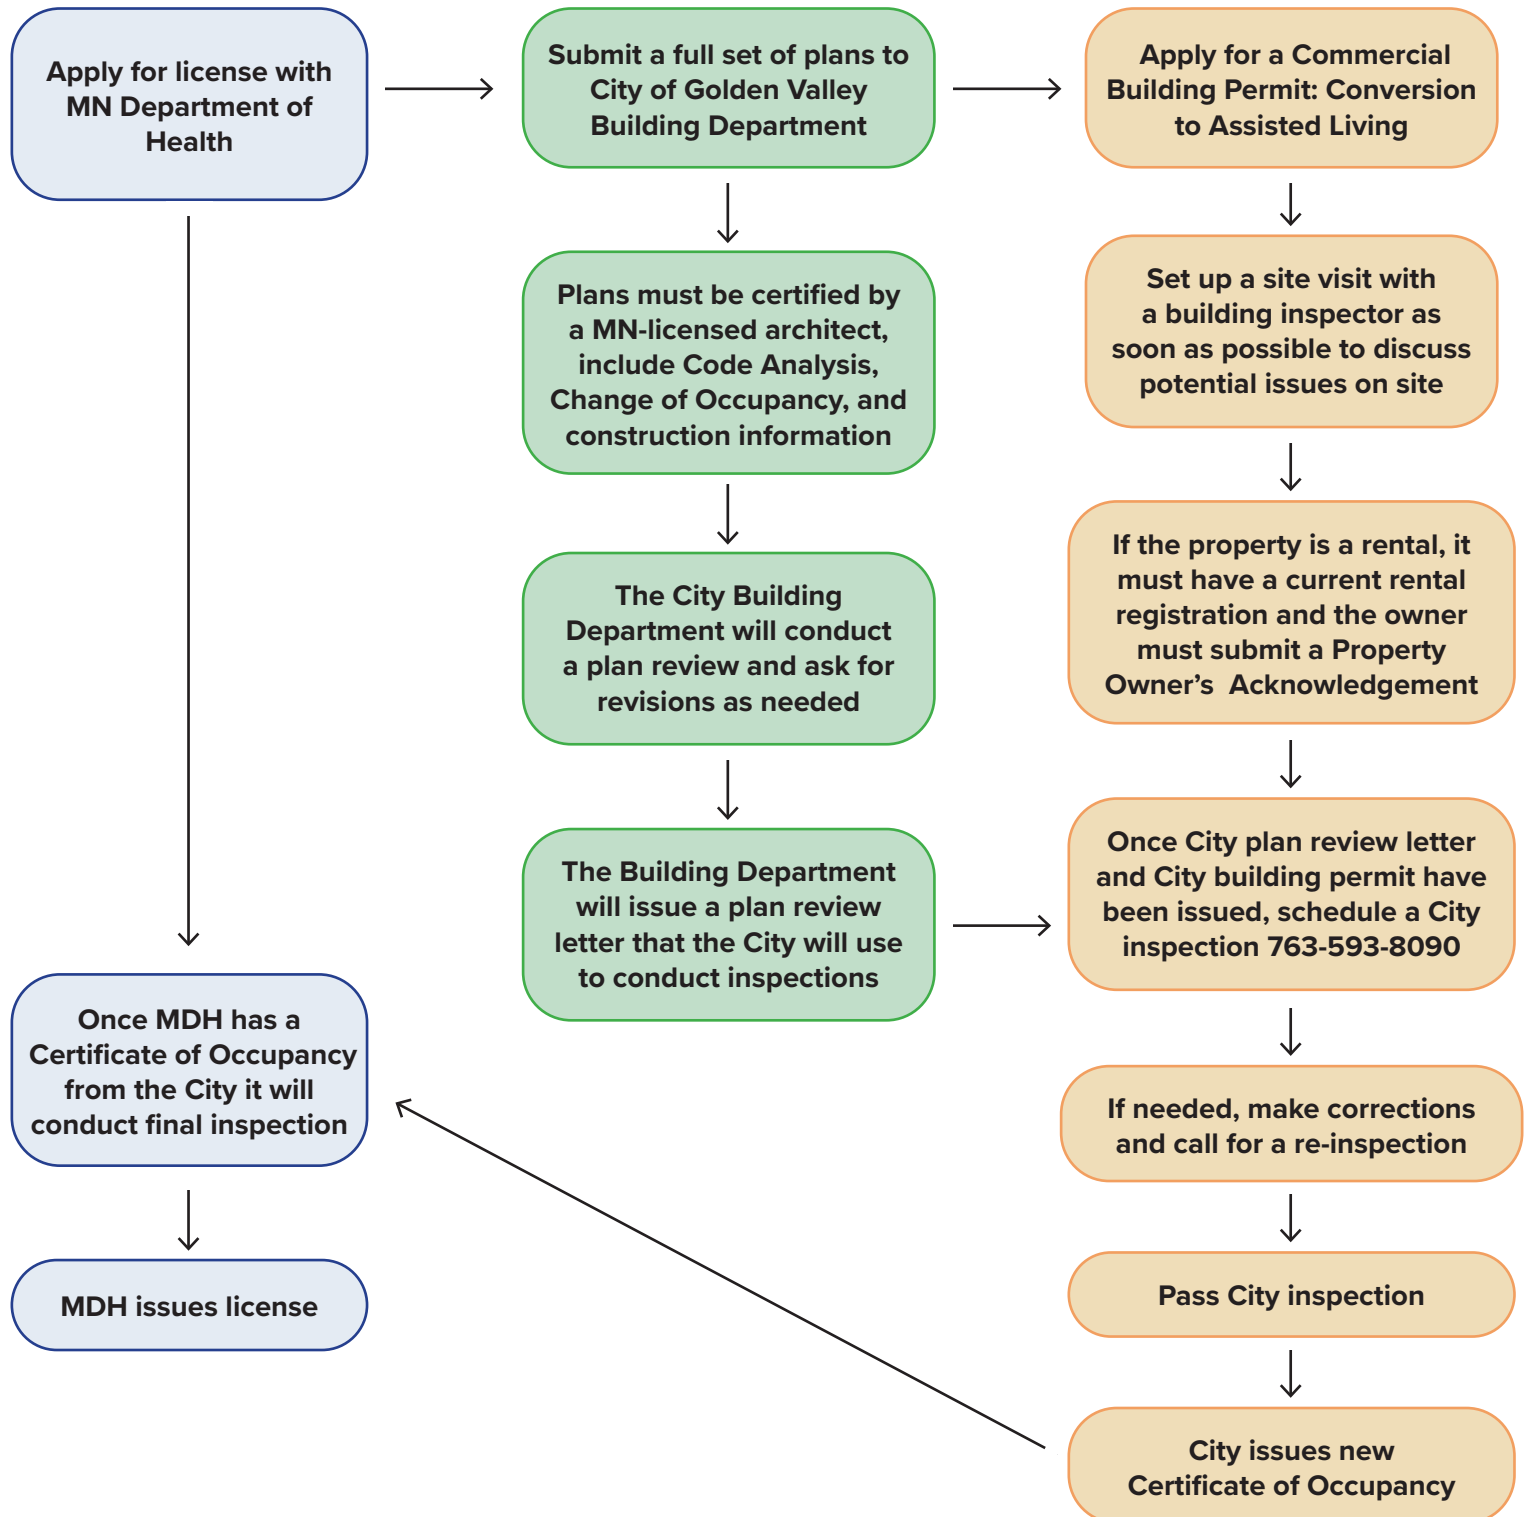 Apply for license with
MN Department of
Health
Submit a full set of plans to
City of Golden Valley
Building Department
Apply for a Commercial
Building Permit: Conversion
to Assisted Living
Plans must be certified by
a MN-licensed architect,
include Code Analysis,
Change of Occupancy, and
construction information
Set up a site visit with
a building inspector as
soon as possible to discuss
potential issues on site
The City Building
Department will conduct
a plan review and ask for
revisions as needed
If the property is a rental, it
must have a current rental
registration and the owner
must submit a Property
Owner’s  Acknowledgement
The Building Department
will issue a plan review
letter that the City will use
to conduct inspections
Once City plan review letter
and City building permit have
been issued, schedule a City
inspection 763-593-8090
Once MDH has a
Certificate of Occupancy
from the City it will
conduct final inspection
If needed, make corrections
and call for a re-inspection
MDH issues license
Pass City inspection
City issues new
Certificate of Occupancy